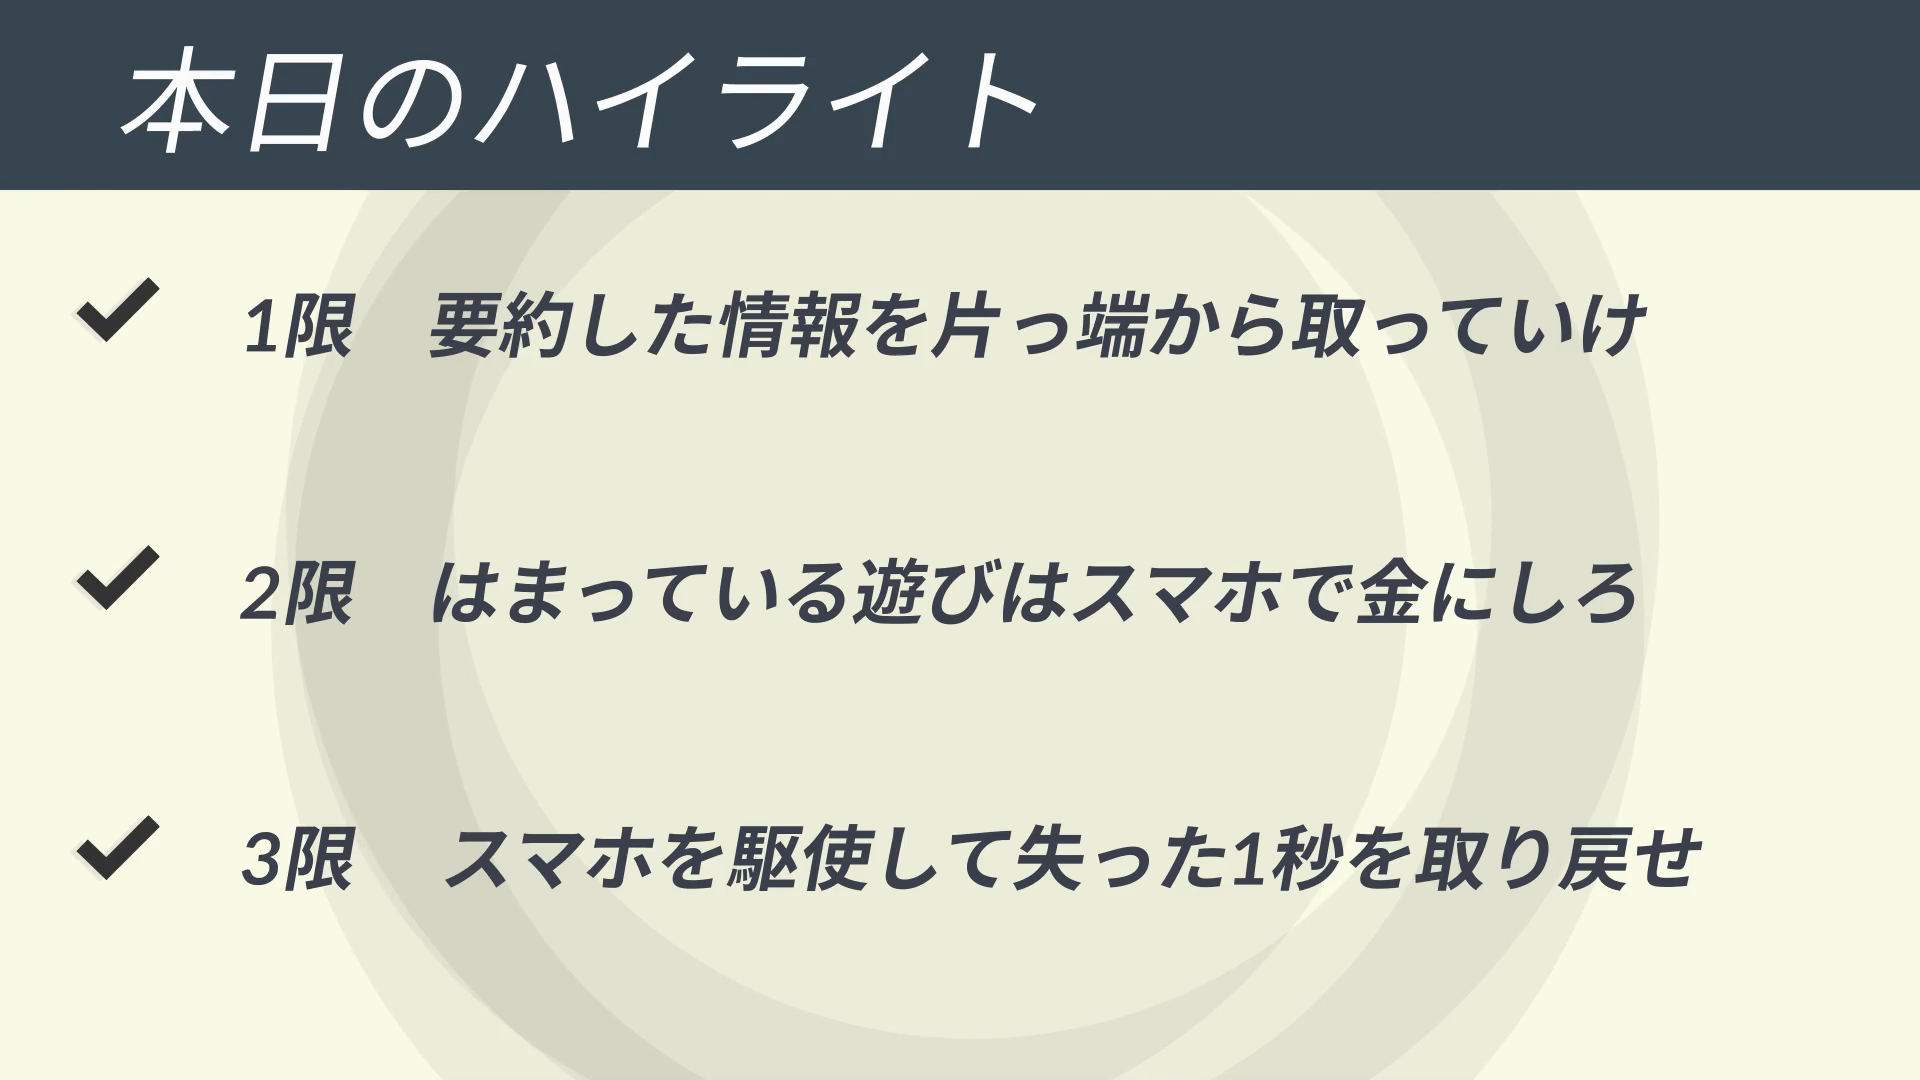 本日のハイライト
1限　要約した情報を片っ端から取っていけ
2限　はまっている遊びはスマホで金にしろ
3限　スマホを駆使して失った1秒を取り戻せ